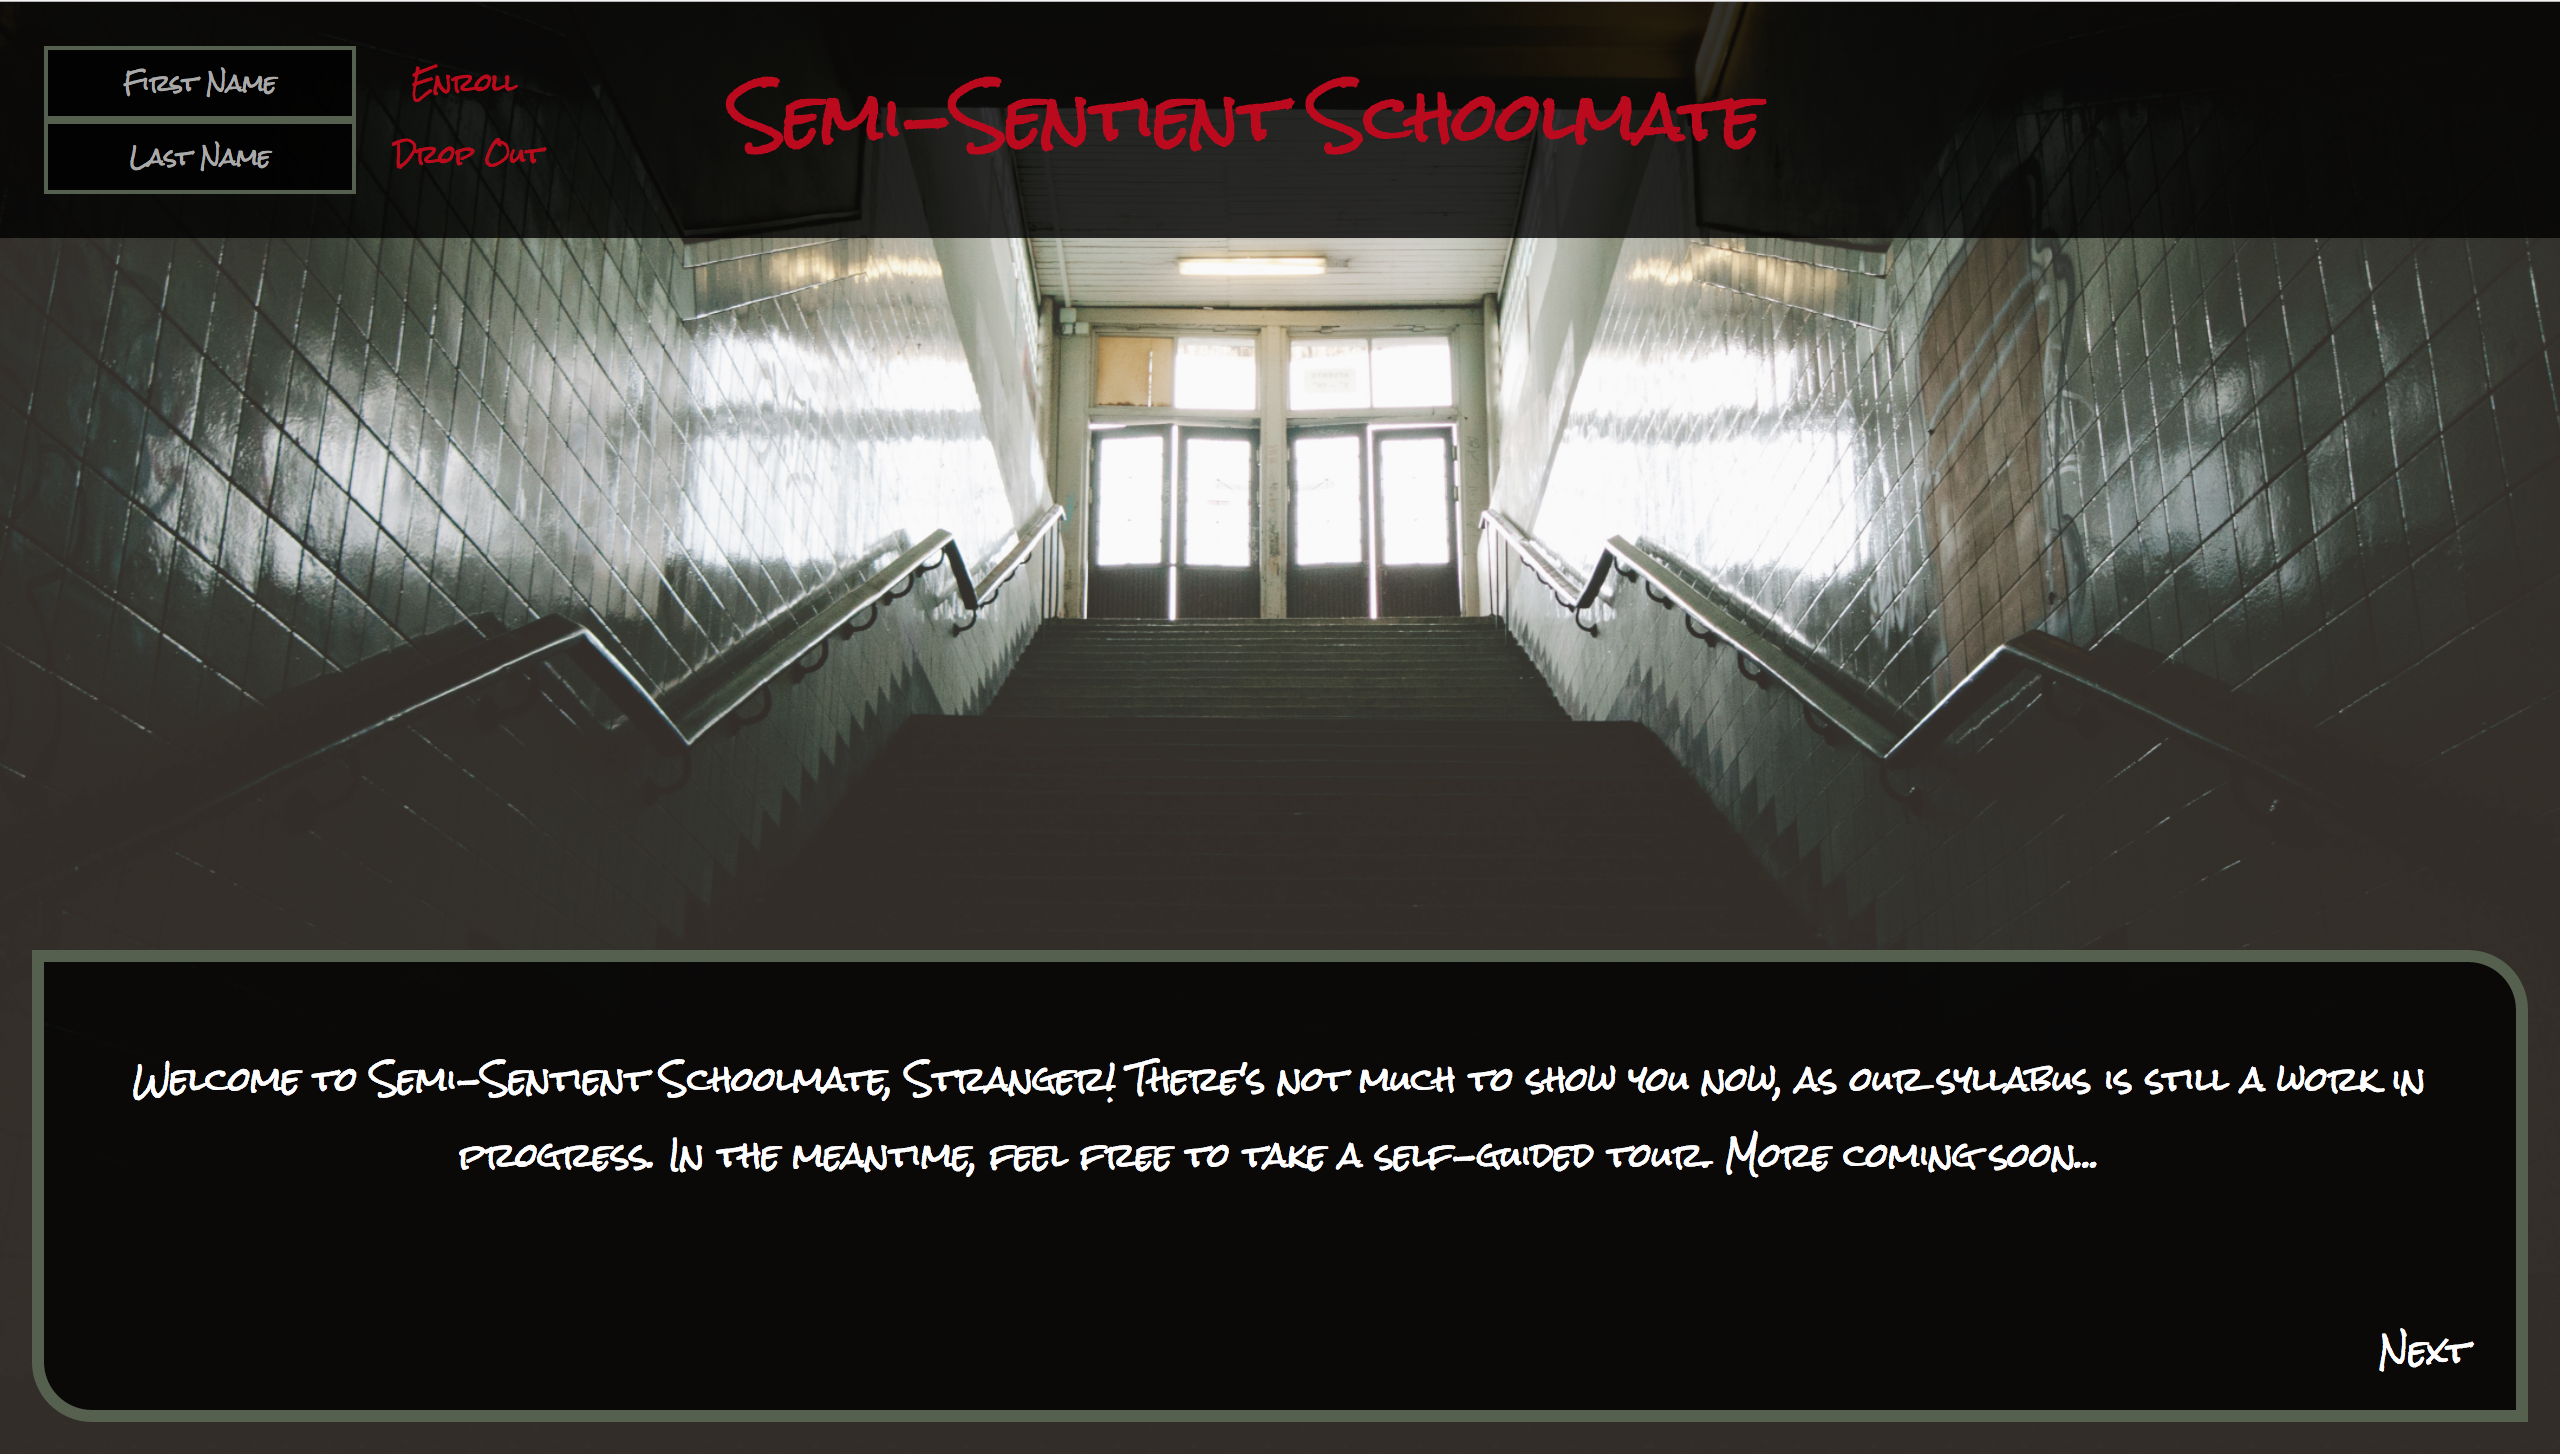 First Name
Last Name
Enroll
Drop Out
Semi-Sentient Schoolmate
Welcome to Semi-Sentient Schoolmate, Stranger! There's not much to show you now, as our syllabus is still a work in
progress. In the meantime, feel free to take a self-guided tour. More coming soon...
Next